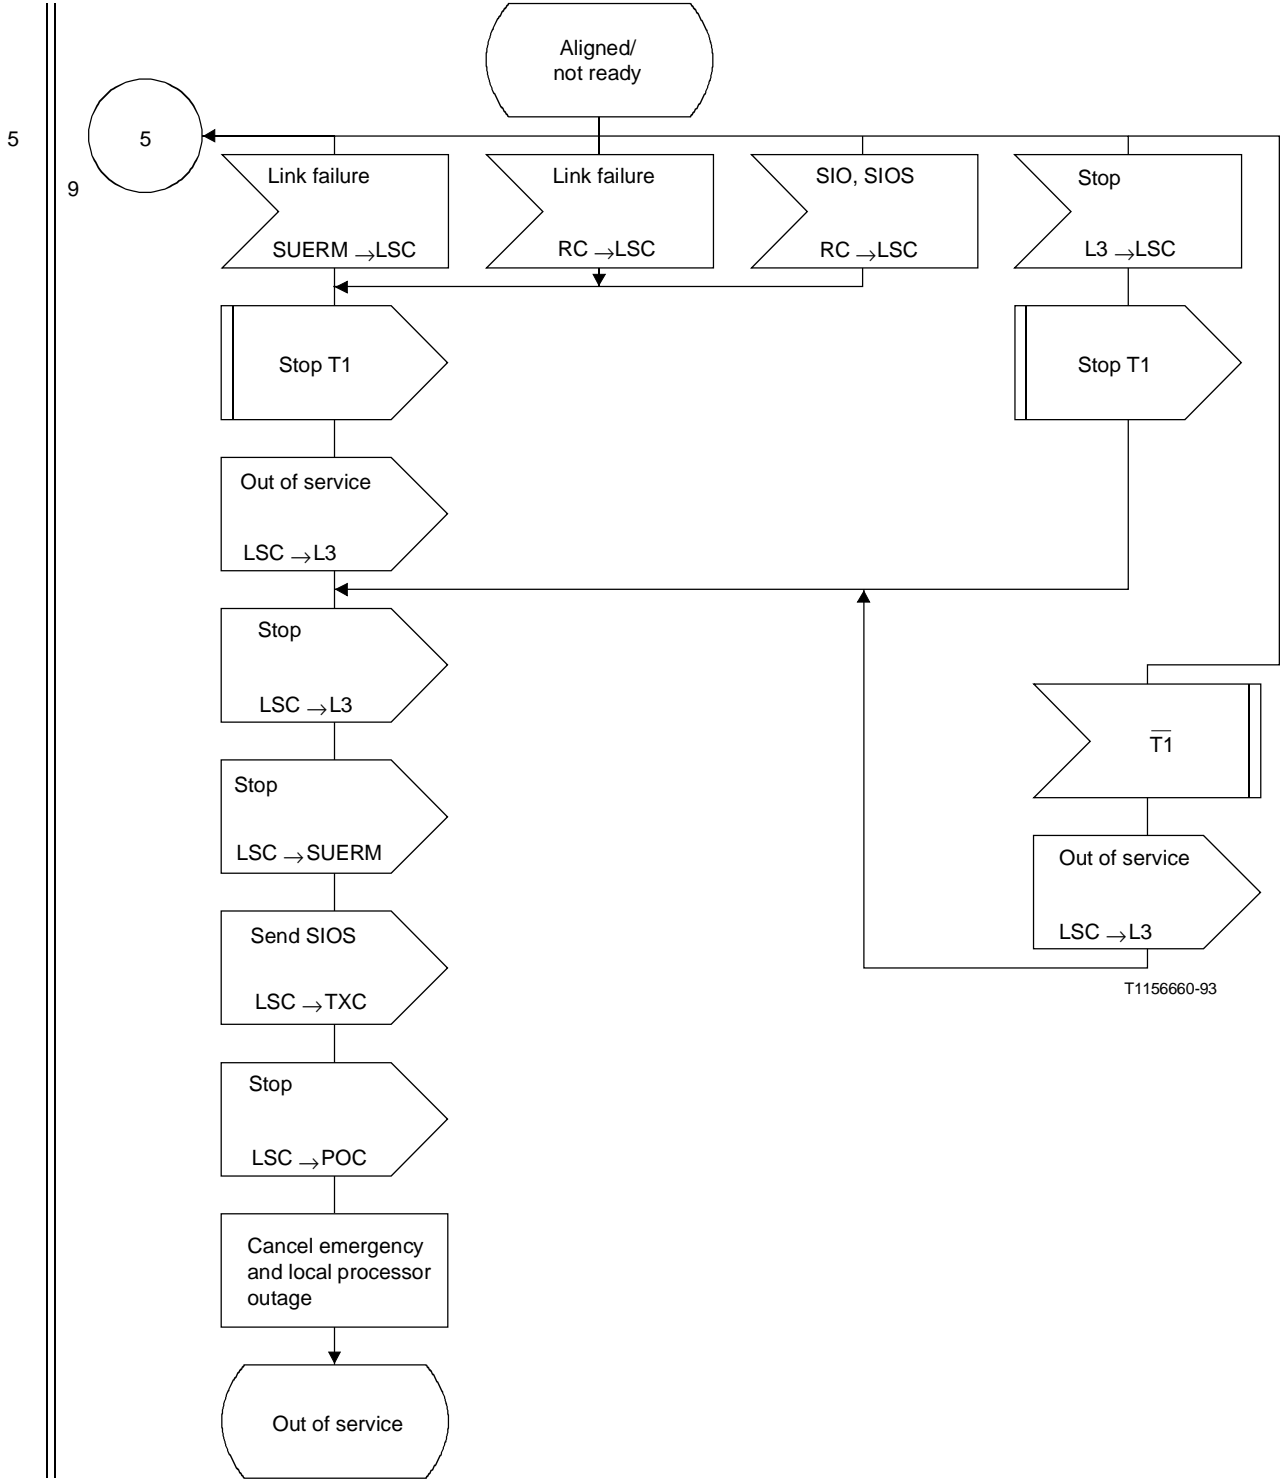 Aligned/
not ready
5
5
9
Link failure
SUERM →LSC
Link failure
RC →LSC
SIO, SIOS
RC →LSC
Stop
L3 →LSC
Stop T1
Stop T1
Out of service
LSC →L3
Stop
LSC →L3
T1
Stop
LSC →SUERM
Out of service
LSC →L3
Send SIOS
LSC →TXC
T1156660-93
Stop
LSC →POC
Cancel emergency
and local processor
outage
Out of service